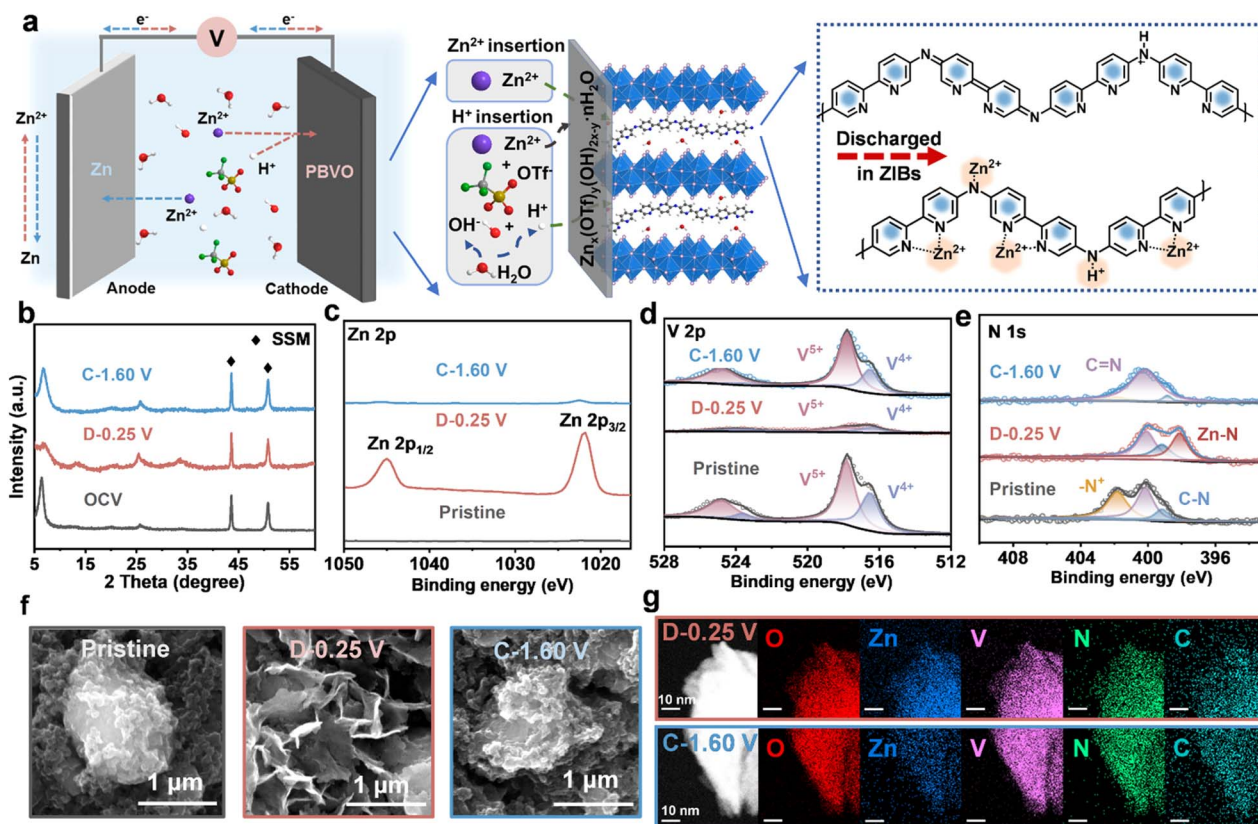 a
e-
e-
V
Zn²⁺
Zn
Zn
Zn²⁺
Zn²⁺
H⁺
PBVO
Anode
Cathode
Zn²⁺ insertion
Zn²⁺
H⁺ insertion
Zn²⁺
+
OTf-
H⁺
OH-
+
H₂O
Znₓ(OTf)ᵧ(OH)₂ₓ₋ᵧ·nH₂O
H
N
N
N
N
N
N
N
N
N
N
N
N
Discharged
in ZIBs
Zn²⁺
N
N
N
N
N
N
N
N
Zn²⁺
Zn²⁺
H⁺
Zn²⁺
b
◆ SSM
C-1.60 V
D-0.25 V
OCV
Intensity (a.u.)
5 15 25 35 45 55
2 Theta (degree)
c
Zn 2p
C-1.60 V
D-0.25 V
Zn 2p₁/₂
Zn 2p₃/₂
Pristine
1050 1040 1030 1020
Binding energy (eV)
d
V 2p
C-1.60 V
V⁵⁺
V⁴⁺
D-0.25 V
V⁵⁺
V⁴⁺
Pristine
V⁵⁺
V⁴⁺
528 524 520 516 512
Binding energy (eV)
e
N 1s
C=N
C-1.60 V
D-0.25 V
Zn-N
Pristine
-N⁺
C-N
408 404 400 396
Binding energy (eV)
f
Pristine
1 μm
D-0.25 V
1 μm
C-1.60 V
1 μm
g
D-0.25 V
O
Zn
V
N
C
10 nm
C-1.60 V
O
Zn
V
N
C
10 nm